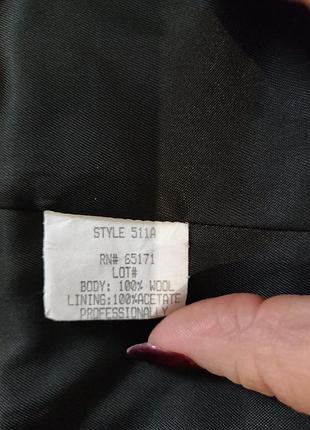 STYLE 511A
RN# 65171
LOT#
BODY: 100% WOOL
LINING:100%ACETATE
PROFESSIONALLY